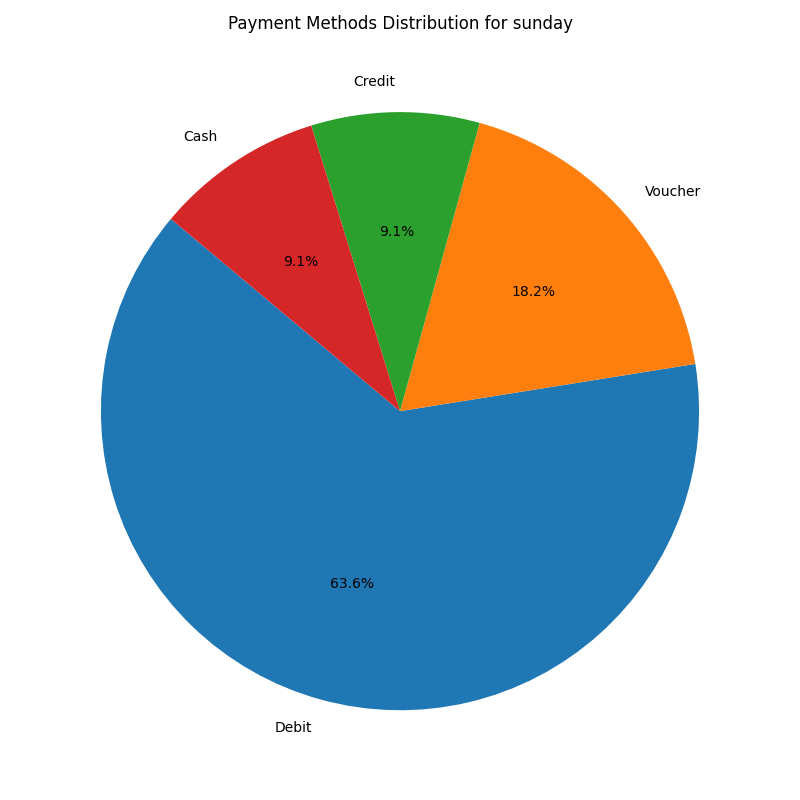 Payment Methods Distribution for sunday
Credit
Cash
Voucher
9.1%
9.1%
18.2%
63.6%
Debit